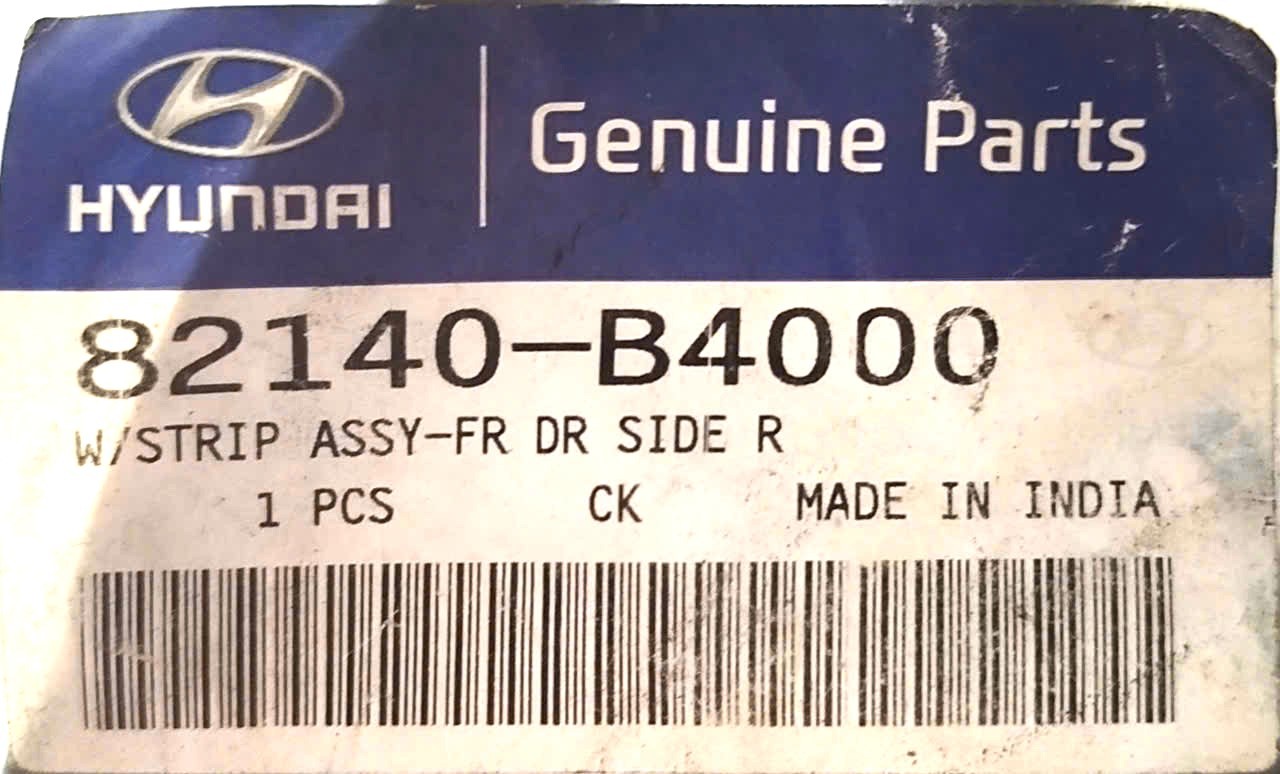 HYUNDAI
Genuine Parts
82140-B4000
W/STRIP ASSY-FR DR SIDE R
1 PCS CK MADE IN INDIA